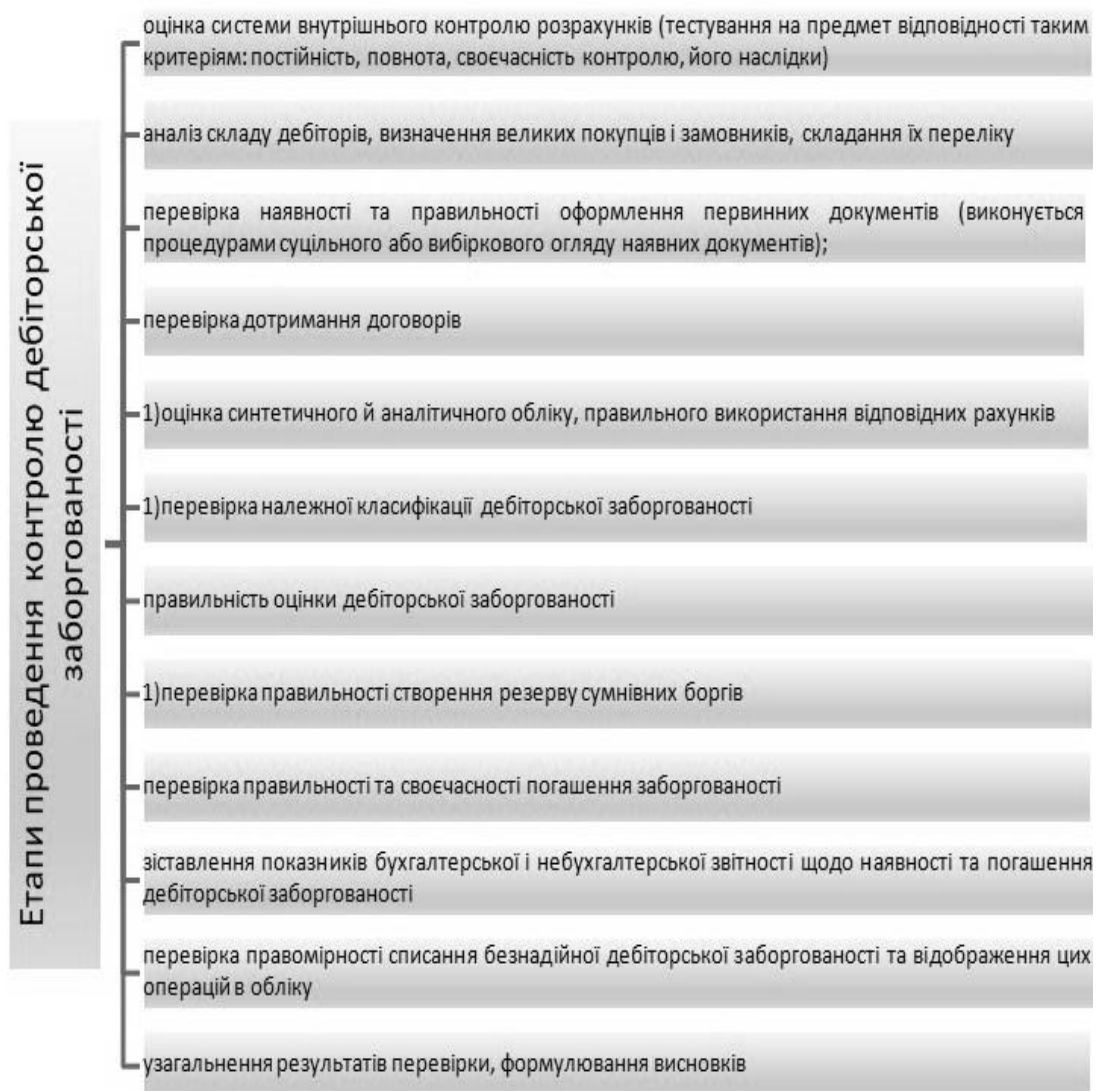 Етапи проведення контролю дебіторської
заборгованості
оцінка системи внутрішнього контролю розрахунків (тестування на предмет відповідності таким
критеріям: постійність, повнота, своєчасність контролю, його наслідки)
аналіз складу дебіторів, визначення великих покупців і замовників, складання їх переліку
перевірка наявності та правильності оформлення первинних документів (виконується
процедурами суцільного або вибіркового огляду наявних документів);
перевірка дотримання договорів
1)оцінка синтетичного й аналітичного обліку, правильного використання відповідних рахунків
1)перевірка належної класифікації дебіторської заборгованості
правильність оцінки дебіторської заборгованості
1)перевірка правильності створення резерву сумнівних боргів
перевірка правильності та своєчасності погашення заборгованості
зіставлення показників бухгалтерської і небухгалтерської звітності щодо наявності та погашення
дебіторської заборгованості
перевірка правомірності списання безнадійної дебіторської заборгованості та відображення цих
операцій в обліку
узагальнення результатів перевірки, формулювання висновків